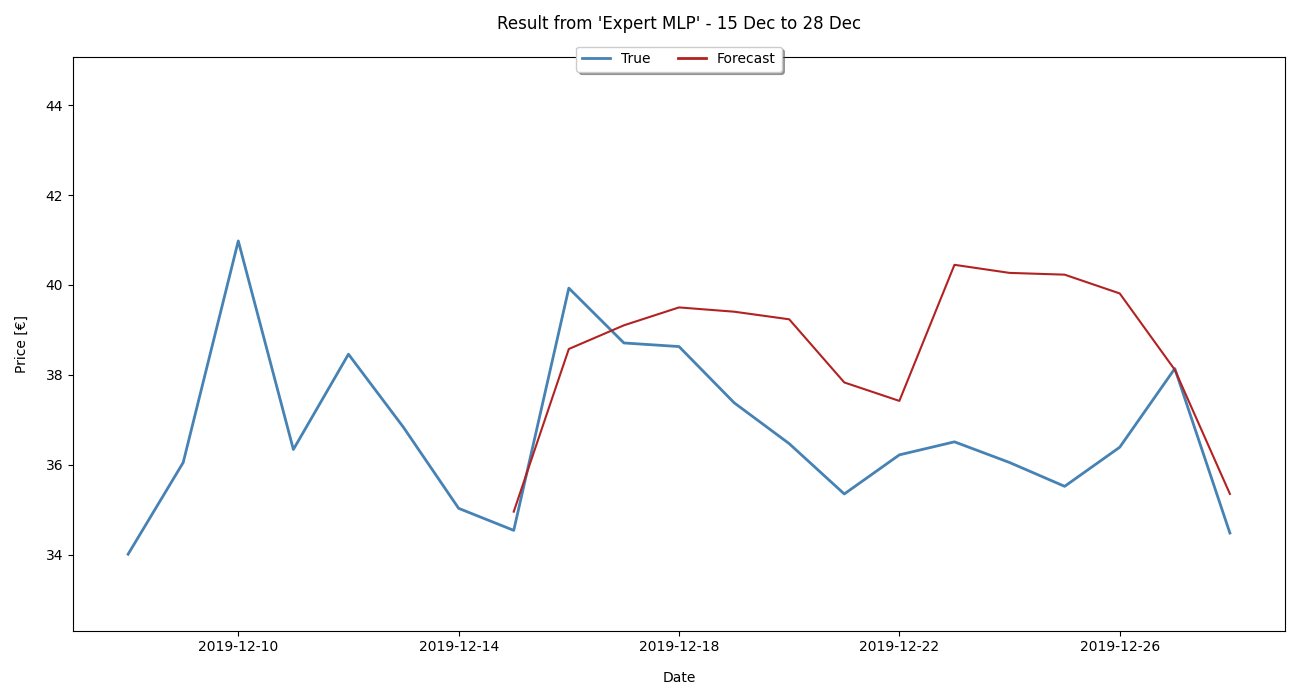 Result from 'Expert MLP' - 15 Dec to 28 Dec
True Forecast
44
42
40
38
36
34
Price [€]
2019-12-10 2019-12-14 2019-12-18 2019-12-22 2019-12-26
Date